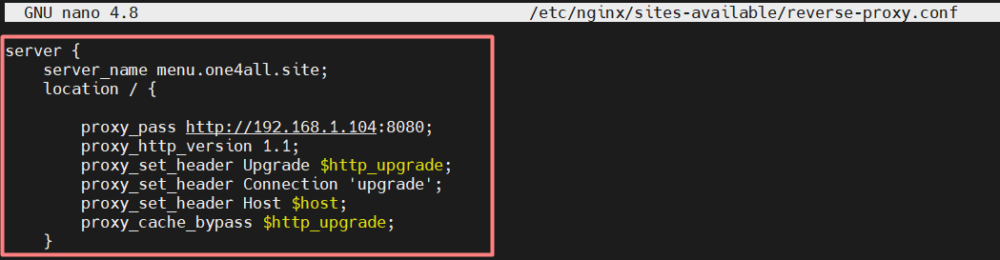 GNU nano 4.8 /etc/nginx/sites-available/reverse-proxy.conf
server {
    server_name menu.one4all.site;
    location / {
        proxy_pass http://192.168.1.104:8080;
        proxy_http_version 1.1;
        proxy_set_header Upgrade $http_upgrade;
        proxy_set_header Connection 'upgrade';
        proxy_set_header Host $host;
        proxy_cache_bypass $http_upgrade;
    }